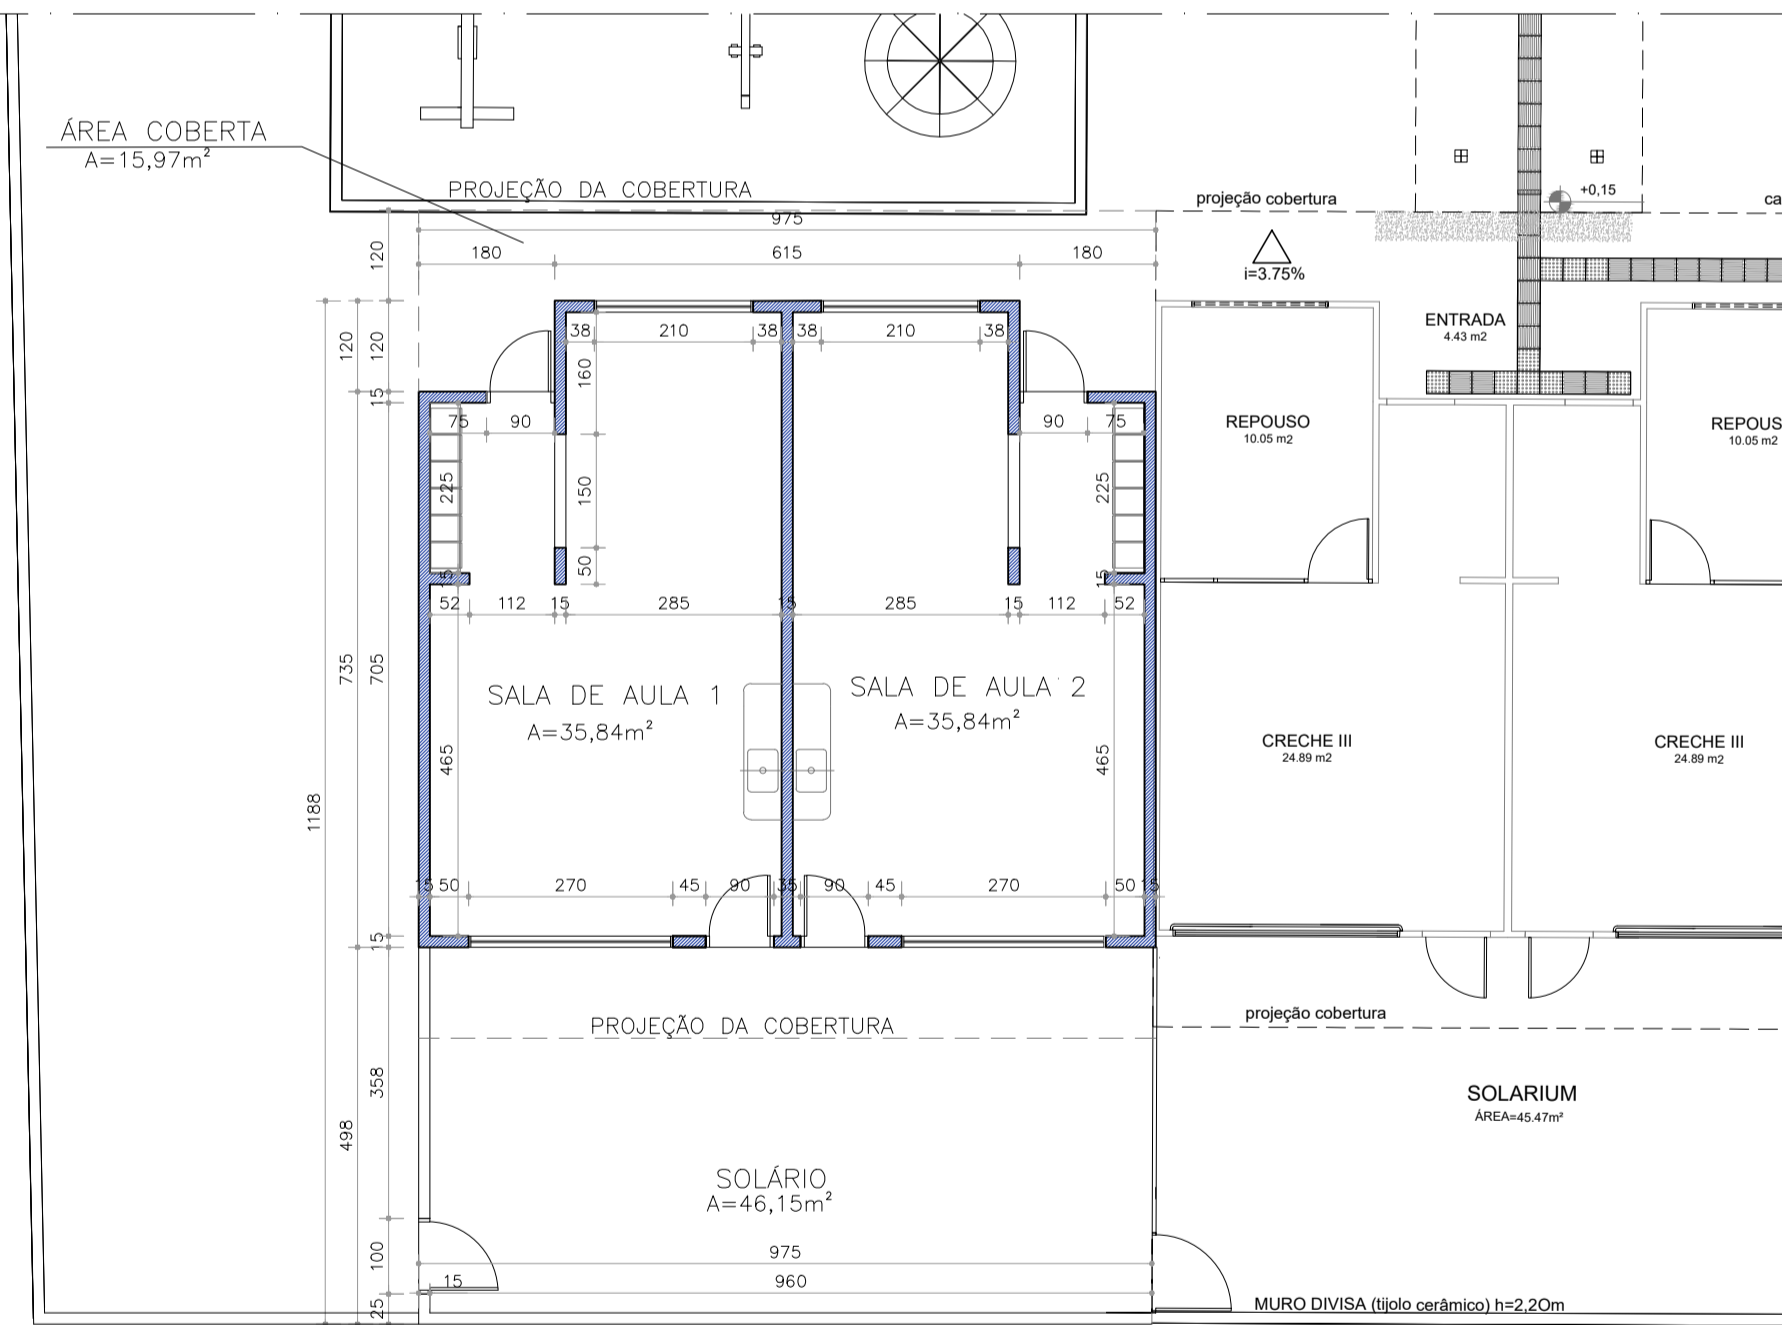 ÁREA COBERTA
A=15,97m²
PROJEÇÃO DA COBERTURA
projeção cobertura
+0,15
ca
975
180
615
180
i=3.75%
120
120
120
15
38
210
38
38
210
38
ENTRADA
4.43 m2
160
75
90
90
75
REPOUSO
10.05 m2
REPOUS
10.05 m2
225
150
225
50
15
15
52
112
15
285
15
285
15
112
52
735
705
SALA DE AULA 1
A=35,84m²
SALA DE AULA 2
A=35,84m²
465
465
CRECHE III
24.89 m2
CRECHE III
24.89 m2
1188
15
50
270
45
90
35
90
45
270
50
15
15
PROJEÇÃO DA COBERTURA
projeção cobertura
358
498
SOLARIUM
ÁREA=45.47m²
SOLÁRIO
A=46,15m²
100
975
15
960
25
MURO DIVISA (tijolo cerâmico) h=2,2Om